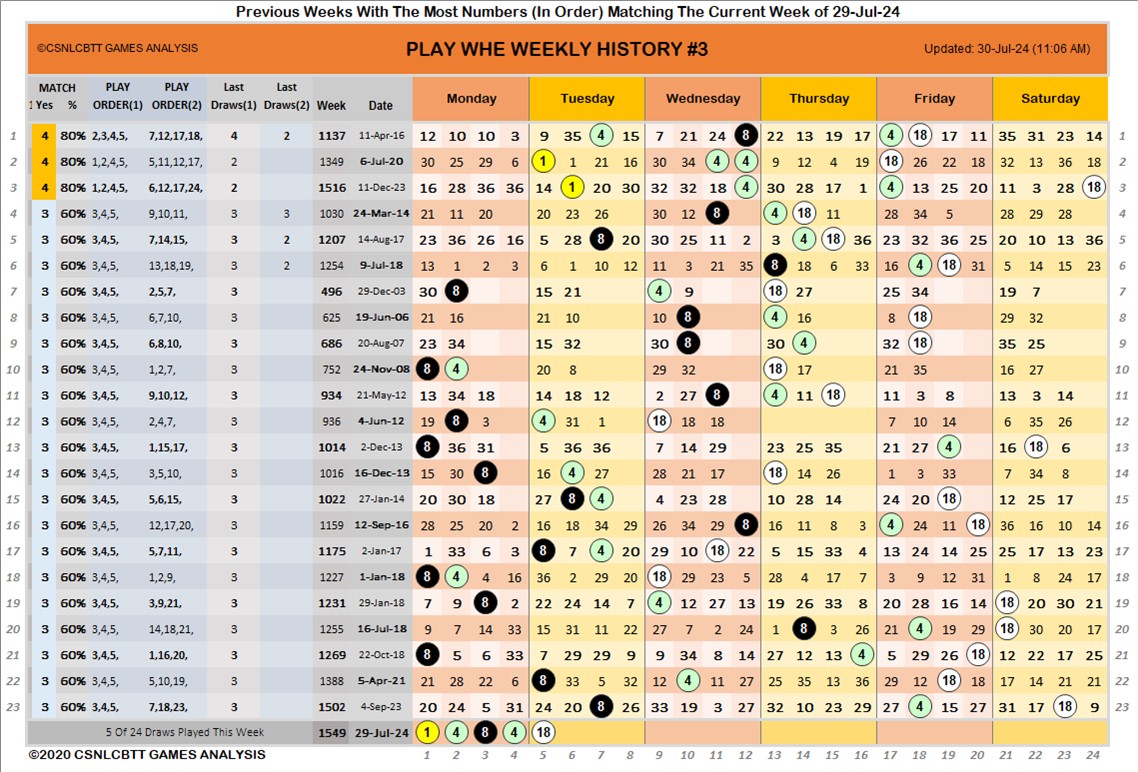 Previous Weeks With The Most Numbers (In Order) Matching The Current Week of 29-Jul-24
©CSNLCBTT GAMES ANALYSIS PLAY WHE WEEKLY HISTORY #3 Updated: 30-Jul-24 (11:06 AM)
MATCH PLAY PLAY Last Last
1 Yes % ORDER(1) ORDER(2) Draws(1) Draws(2) Week Date Monday Tuesday Wednesday Thursday Friday Saturday
1 4 80% 2,3,4,5, 7,12,17,18, 4 2 1137 11-Apr-16 12 10 10 3 9 35 4 15 7 21 24 8 22 13 19 17 4 18 17 11 35 31 23 14 1
2 4 80% 1,2,4,5, 5,11,12,17, 2 1349 6-Jul-20 30 25 29 6 1 1 21 16 30 34 4 4 9 12 4 19 18 26 22 18 32 13 36 18 2
3 4 80% 1,2,4,5, 6,12,17,24, 2 1516 11-Dec-23 16 28 36 36 14 1 20 30 32 32 18 4 30 28 17 1 4 13 25 20 11 3 28 18 3
4 3 60% 3,4,5, 9,10,11, 3 3 1030 24-Mar-14 21 11 20 20 23 26 30 12 8 4 18 11 28 34 5 28 29 28 4
5 3 60% 3,4,5, 7,14,15, 3 2 1207 14-Aug-17 23 36 26 16 5 28 8 20 30 25 11 2 3 4 18 36 23 32 36 25 20 10 5 13 36 5
6 3 60% 3,4,5, 13,18,19, 3 2 1254 9-Jul-18 13 1 2 3 6 1 10 12 11 3 21 35 8 18 6 33 16 4 18 31 5 14 15 23 6
7 3 60% 3,4,5, 2,5,7, 3 496 29-Dec-03 30 8 15 21 4 9 18 27 25 34 19 7 7
8 3 60% 3,4,5, 6,7,10, 3 625 19-Jun-06 21 16 21 10 10 8 4 16 8 18 29 32 8
9 3 60% 3,4,5, 6,8,10, 3 686 20-Aug-07 23 34 15 32 30 8 30 4 32 18 35 25 9
10 3 60% 3,4,5, 1,2,7, 3 752 24-Nov-08 8 4 20 8 29 32 18 17 21 35 16 27 10
11 3 60% 3,4,5, 9,10,12, 3 934 21-May-12 13 34 18 14 18 12 2 27 8 4 11 18 11 3 8 13 3 14 11
12 3 60% 3,4,5, 2,4,7, 3 936 4-Jun-12 19 8 3 4 31 1 18 18 18 7 10 14 6 35 26 12
13 3 60% 3,4,5, 1,15,17, 3 1014 2-Dec-13 8 36 31 5 36 36 7 14 29 23 25 35 21 27 4 16 18 6 13
14 3 60% 3,4,5, 3,5,10, 3 1016 16-Dec-13 15 30 8 16 4 27 28 21 17 18 14 26 1 3 33 7 34 8 14
15 3 60% 3,4,5, 5,6,15, 3 1022 27-Jan-14 20 30 18 27 8 4 4 23 28 10 28 14 24 20 18 12 25 17 15
16 3 60% 3,4,5, 12,17,20, 3 1159 12-Sep-16 28 25 20 2 16 18 34 29 26 34 29 8 16 11 8 3 4 24 11 18 36 16 10 14 16
17 3 60% 3,4,5, 5,7,11, 3 1175 2-Jan-17 1 33 6 3 8 7 4 20 29 10 18 22 5 15 33 4 13 24 14 25 25 17 13 23 17
18 3 60% 3,4,5, 1,2,9, 3 1227 1-Jan-18 8 4 4 16 36 2 29 20 18 29 23 5 28 4 17 7 3 9 12 31 1 8 24 17 18
19 3 60% 3,4,5, 3,9,21, 3 1231 29-Jan-18 7 9 8 2 22 24 14 7 4 12 27 13 19 26 33 8 20 28 16 14 18 20 30 21 19
20 3 60% 3,4,5, 14,18,21, 3 1255 16-Jul-18 9 7 14 33 15 31 11 22 27 7 2 24 1 8 3 26 21 4 19 29 18 30 20 17 20
21 3 60% 3,4,5, 1,16,20, 3 1269 22-Oct-18 8 5 6 33 7 29 29 9 9 34 8 14 27 12 13 4 5 29 26 18 12 22 17 25 21
22 3 60% 3,4,5, 5,10,19, 3 1388 5-Apr-21 21 28 22 6 8 33 5 32 12 4 11 27 25 35 13 36 29 12 18 18 17 14 21 21 22
23 3 60% 3,4,5, 7,18,23, 3 1502 4-Sep-23 20 24 5 31 24 20 8 26 33 19 3 27 32 10 23 29 27 4 15 27 31 17 18 9 23
5 Of 24 Draws Played This Week 1549 29-Jul-24 1 4 8 4 18
©2020 CSNLCBTT GAMES ANALYSIS 1 2 3 4 5 6 7 8 9 10 11 12 13 14 15 16 17 18 19 20 21 22 23 24